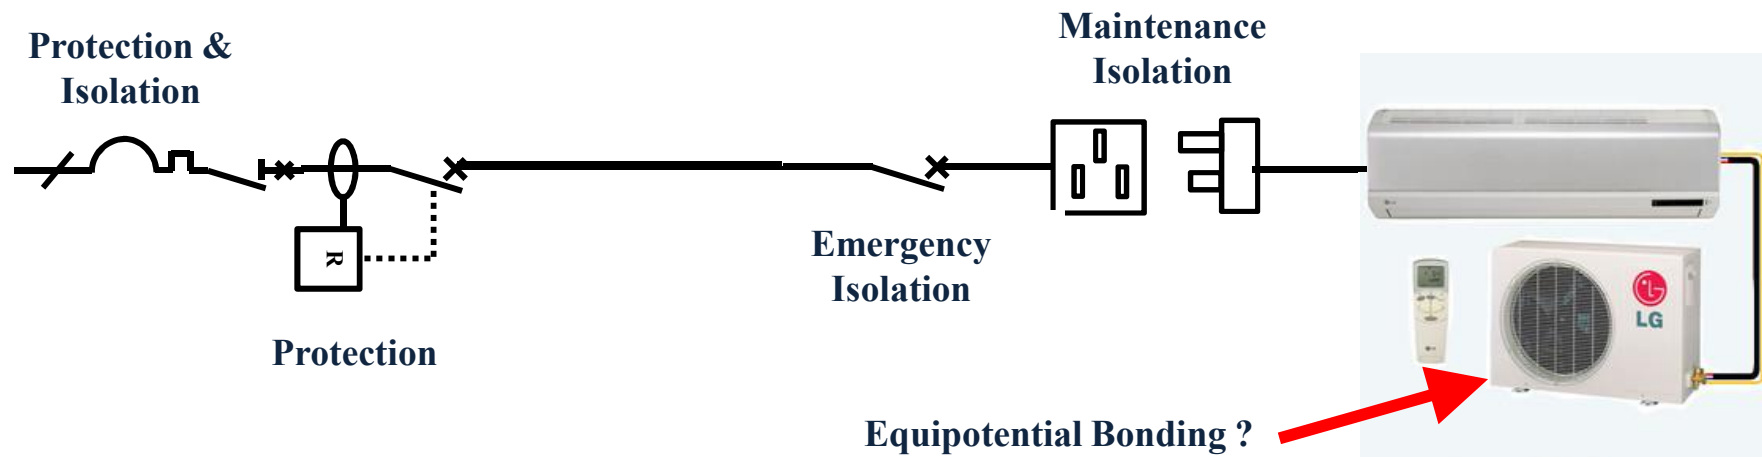 Protection &
Isolation
R
Protection
Emergency
Isolation
Maintenance
Isolation
LG
Equipotential Bonding ?